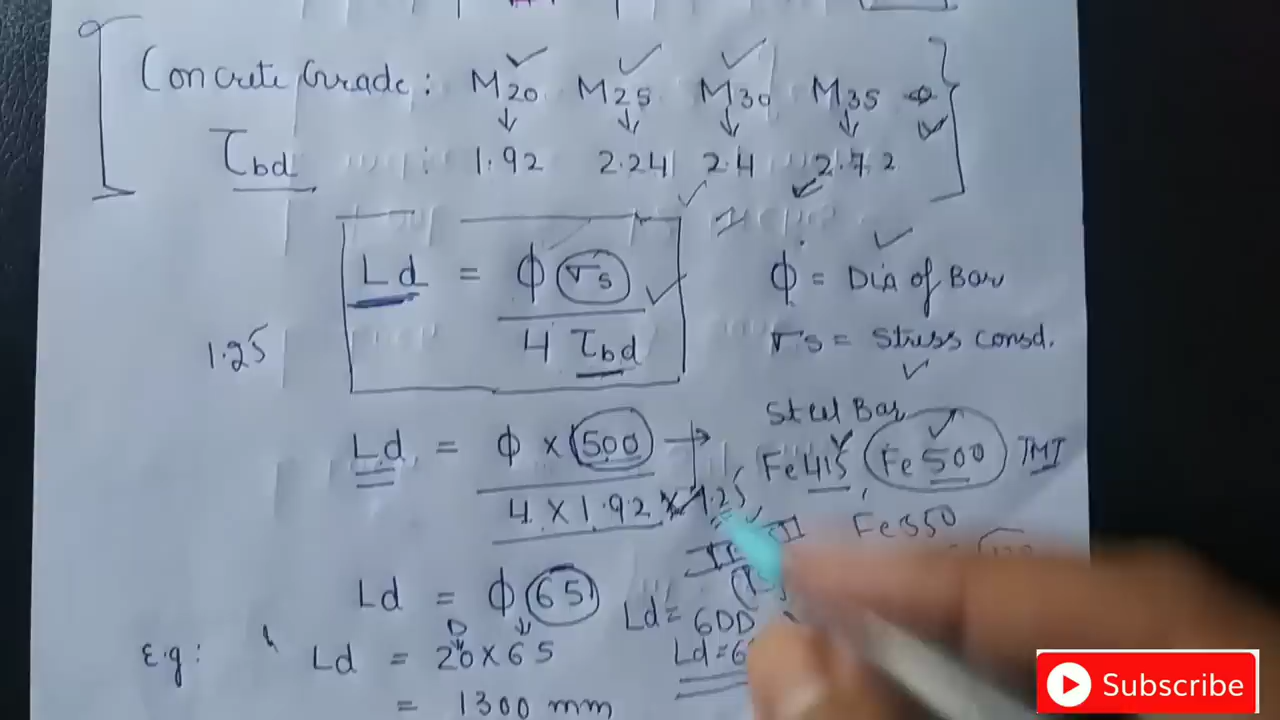 Concrete Grade : M20 M25 M30 M35
τbd : 1.92 2.24 2.4 2.72
Ld = ϕ σs / 4 τbd
ϕ = Dia of Bar
σs = Stress consd.
1.25
Steel Bar
Fe415 Fe500 TMT
Fe550
Ld = ϕ × 500 / 4 × 1.92 × 1.25
Ld = ϕ 65
Ld = 60D
E.g : Ld = 20 × 65
Ld = 6
= 1300 mm
Subscribe